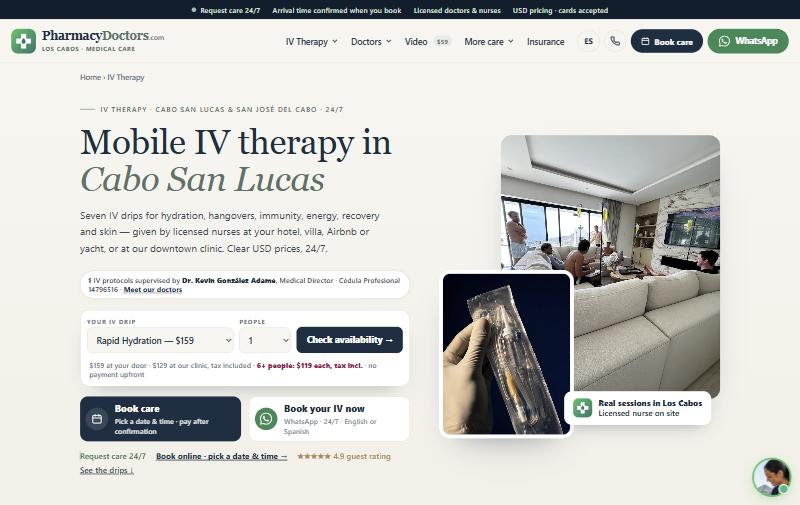 Request care 24/7 Arrival time confirmed when you book Licensed doctors & nurses USD pricing · cards accepted
PharmacyDoctors.com
LOS CABOS · MEDICAL CARE
IV Therapy Doctors Video $59 More care Insurance ES Book care WhatsApp
Home › IV Therapy
IV THERAPY · CABO SAN LUCAS & SAN JOSÉ DEL CABO · 24/7
Mobile IV therapy in
Cabo San Lucas
Seven IV drips for hydration, hangovers, immunity, energy, recovery
and skin — given by licensed nurses at your hotel, villa, Airbnb or
yacht, or at our downtown clinic. Clear USD prices, 24/7.
IV protocols supervised by Dr. Kevin González Adame, Medical Director · Cédula Profesional
14796516 · Meet our doctors
YOUR IV DRIP PEOPLE
Rapid Hydration — $159 1 Check availability →
$159 at your door · $129 at our clinic, tax included · 6+ people: $119 each, tax incl. · no
payment upfront
Book care
Pick a date & time · pay after
confirmation
Book your IV now
WhatsApp · 24/7 · English or
Spanish
Real sessions in Los Cabos
Licensed nurse on site
Request care 24/7 Book online · pick a date & time → ★★★★★ 4.9 guest rating
See the drips ↓